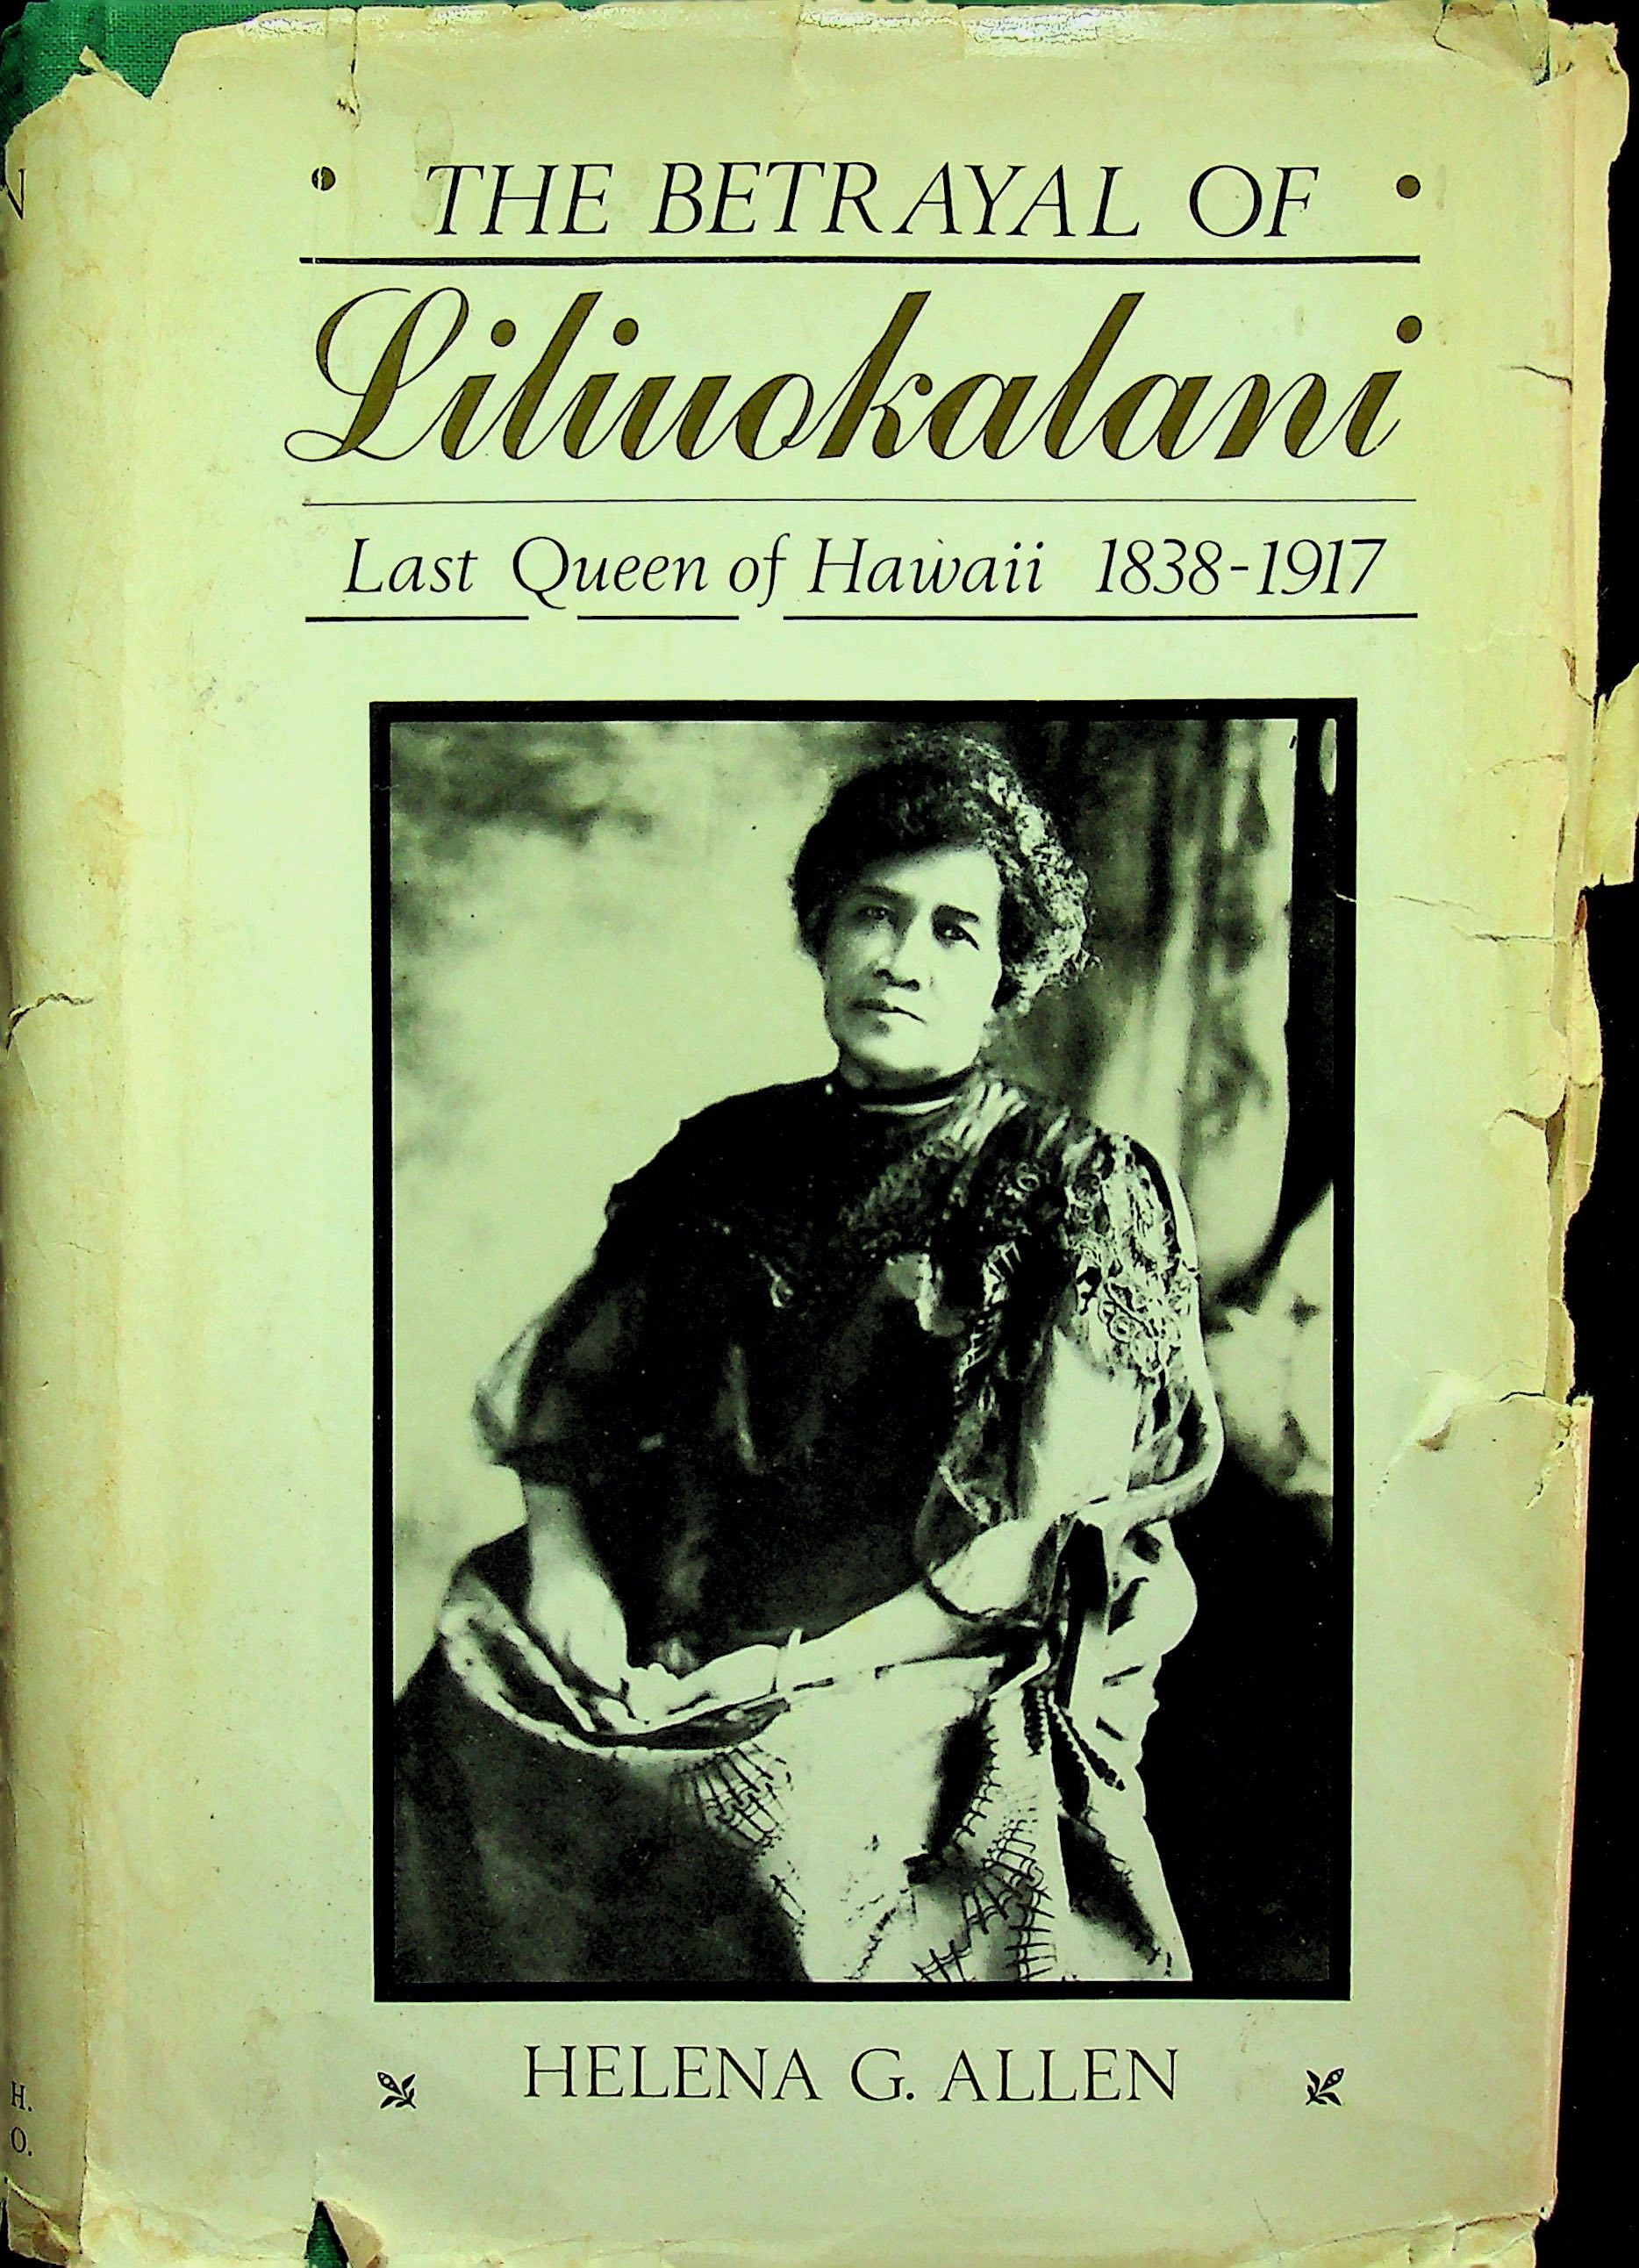 THE BETRAYAL OF
Liliuokalani
Last Queen of Hawaii 1838-1917
HELENA G. ALLEN
N
H.
O.